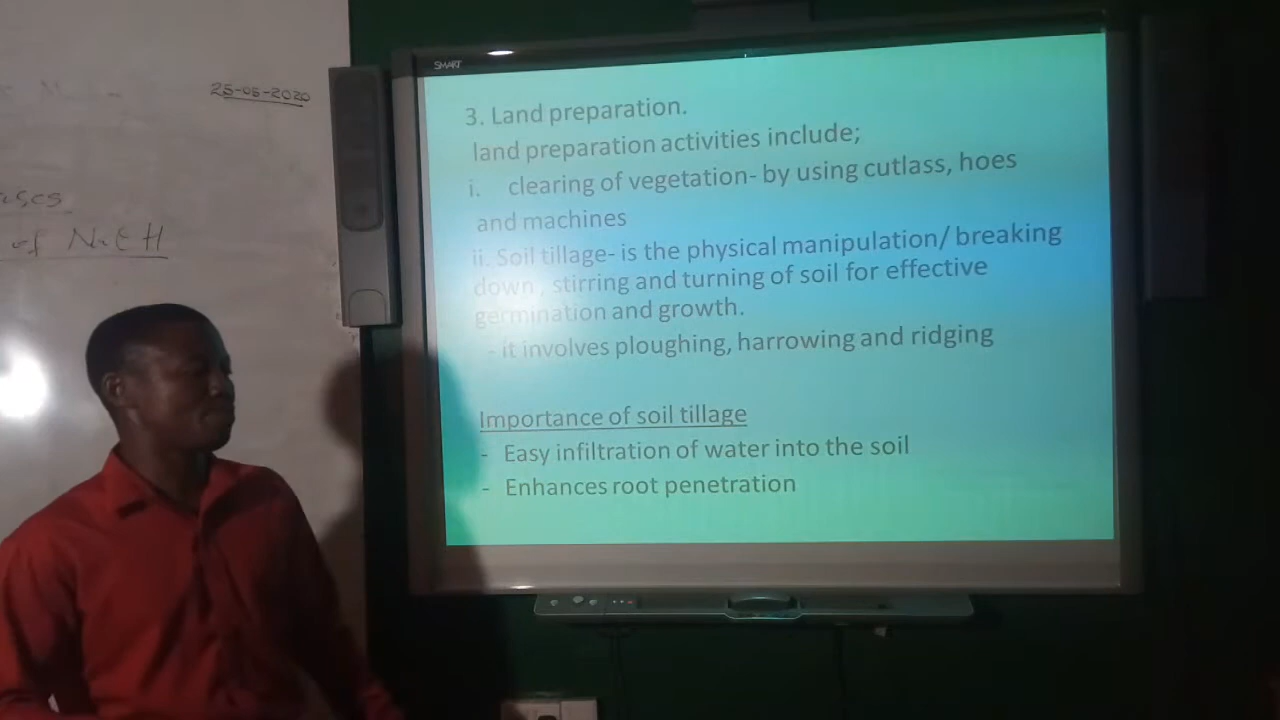 25-06-2020
of
SMART
3. Land preparation.
land preparation activities include;
i. clearing of vegetation- by using cutlass, hoes
and machines
ii. Soil tillage- is the physical manipulation/ breaking
down , stirring and turning of soil for effective
germination and growth.
- it involves ploughing, harrowing and ridging
Importance of soil tillage
- Easy infiltration of water into the soil
- Enhances root penetration